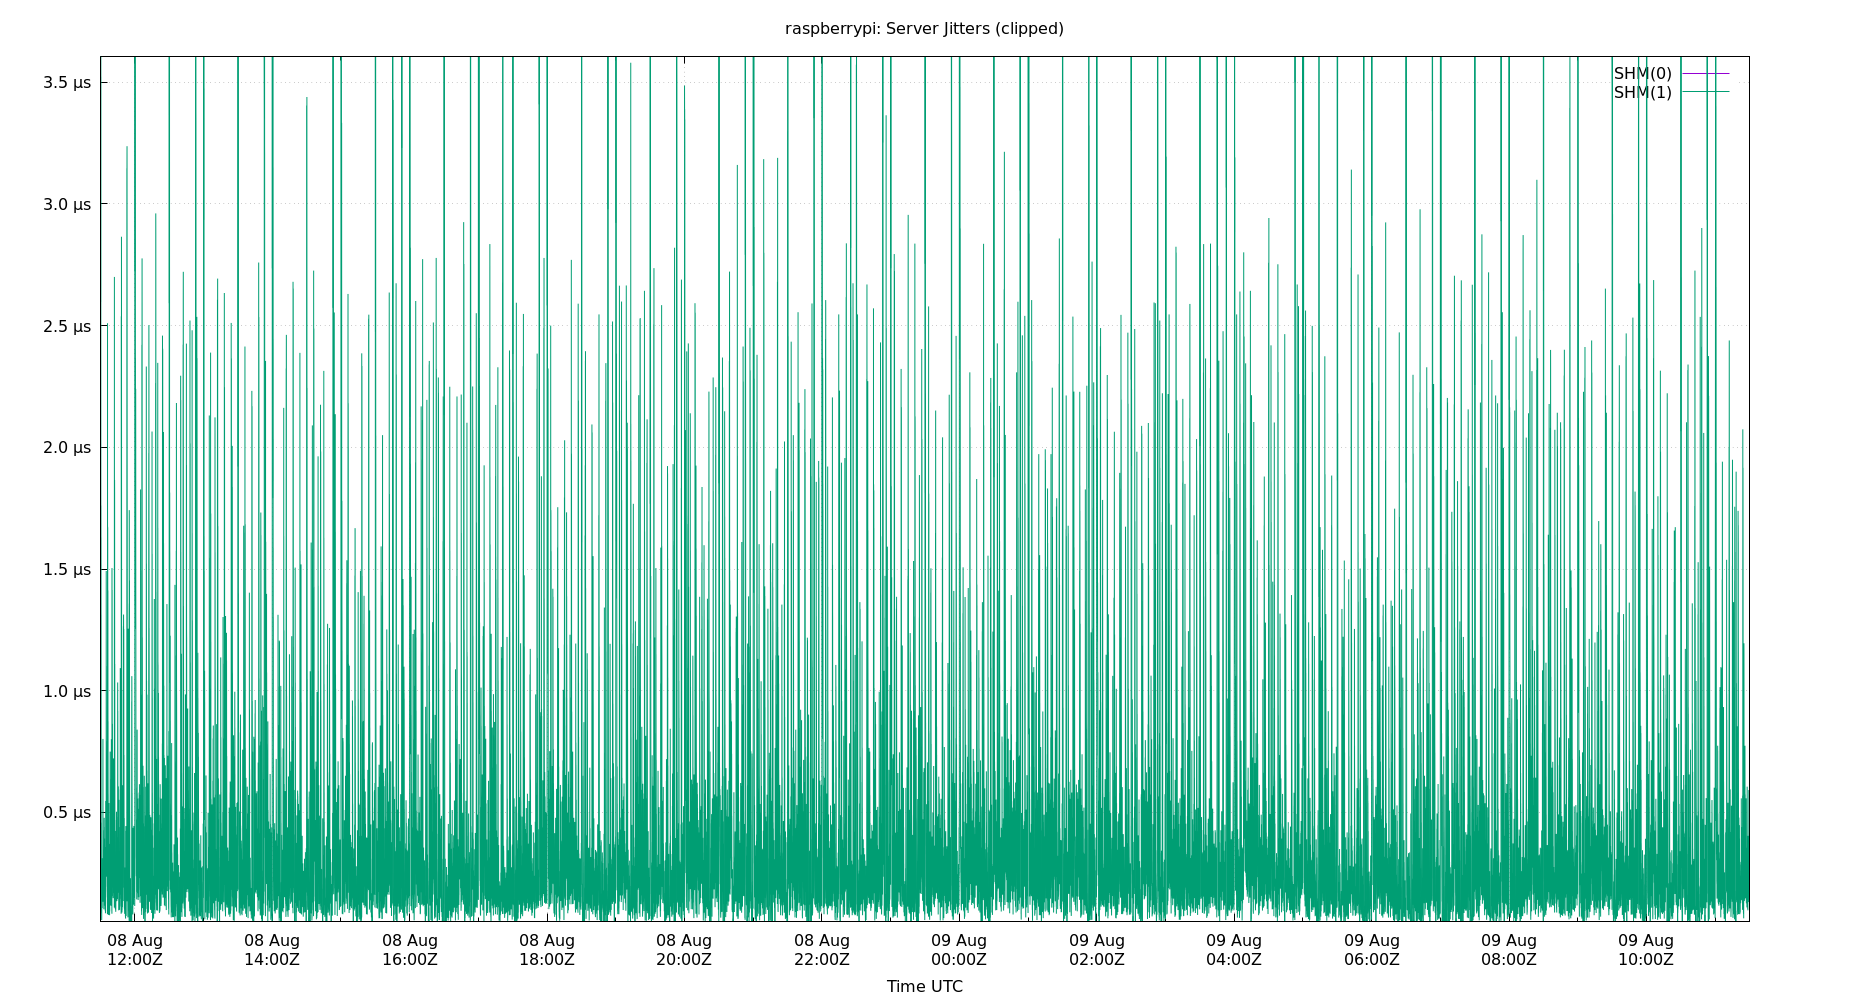 raspberrypi: Server Jitters (clipped)
SHM(0)
SHM(1)
3.5 µs
3.0 µs
2.5 µs
2.0 µs
1.5 µs
1.0 µs
0.5 µs
08 Aug 08 Aug 08 Aug 08 Aug 08 Aug 08 Aug 09 Aug 09 Aug 09 Aug 09 Aug 09 Aug 09 Aug
12:00Z 14:00Z 16:00Z 18:00Z 20:00Z 22:00Z 00:00Z 02:00Z 04:00Z 06:00Z 08:00Z 10:00Z
Time UTC